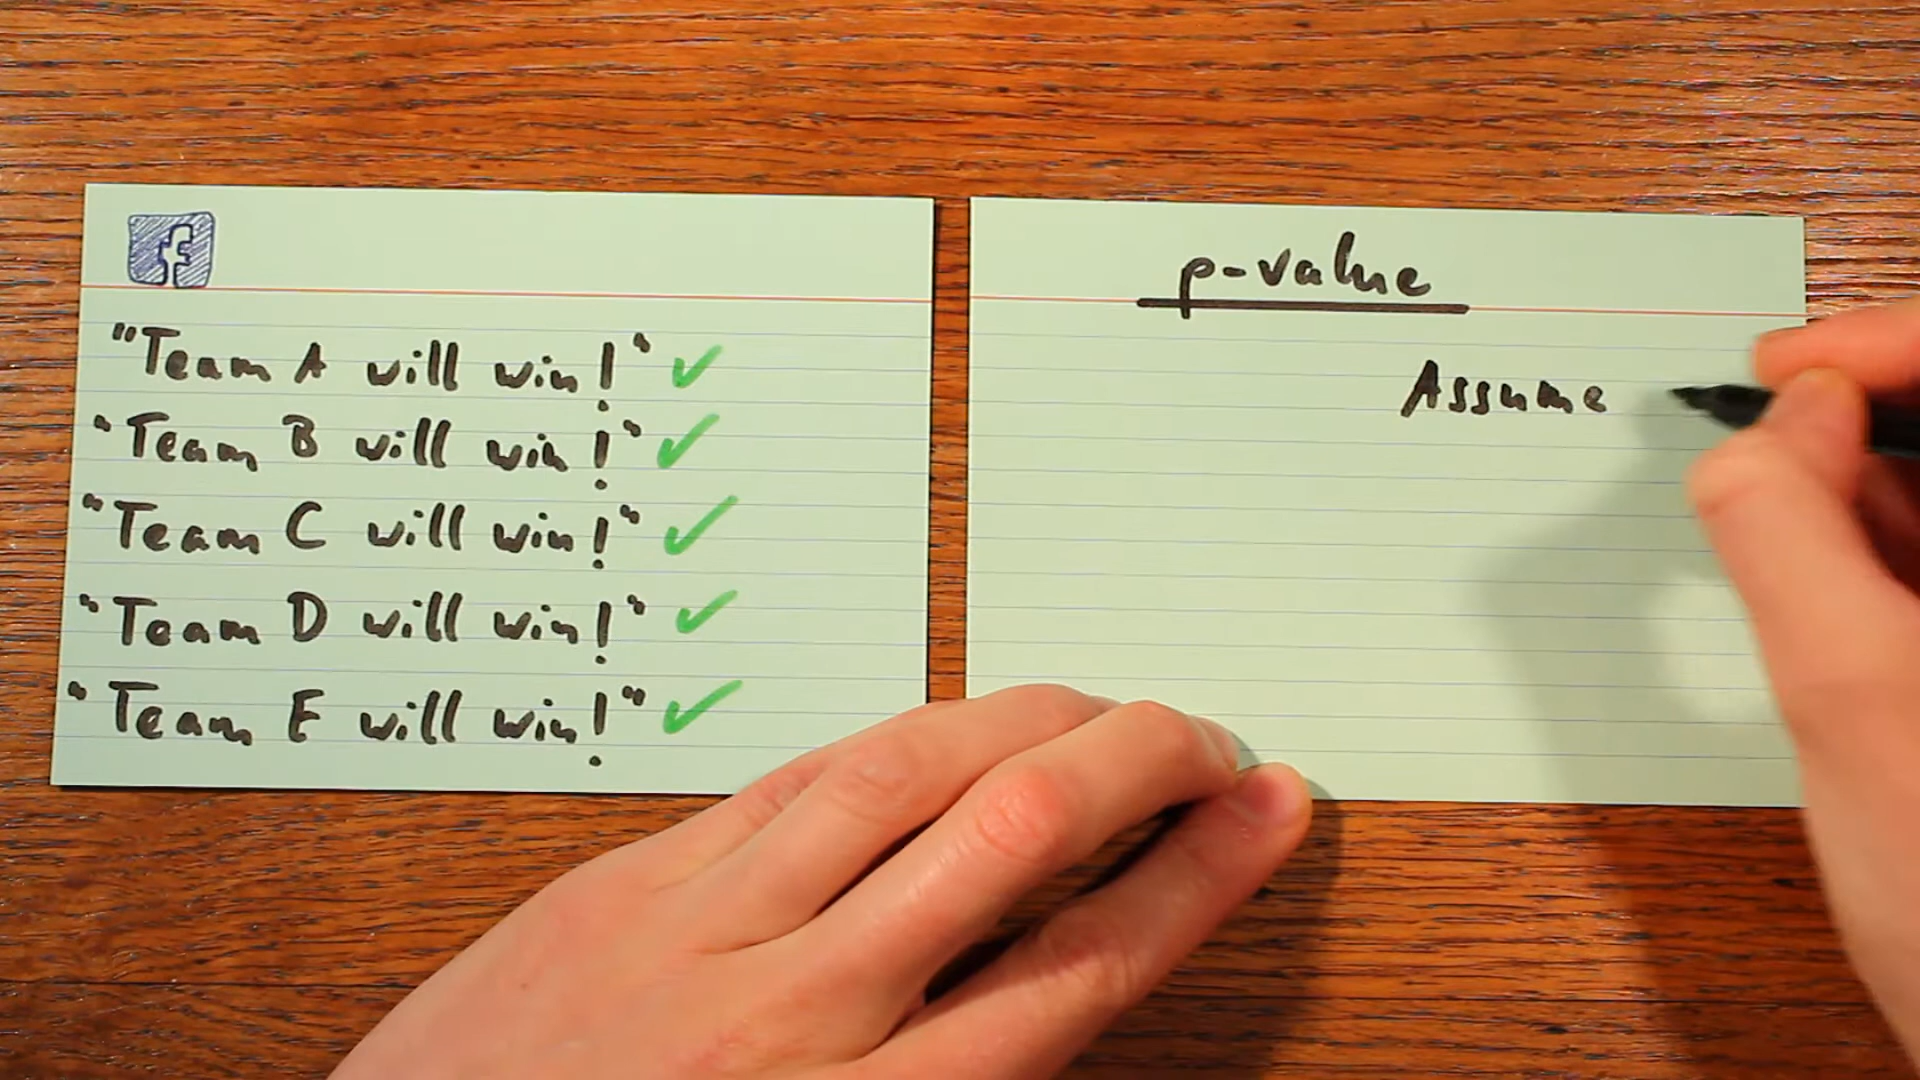 f
"Team A will win!" ✓
"Team B will win!" ✓
"Team C will win!" ✓
"Team D will win!" ✓
"Team E will win!" ✓
p-value
Assume